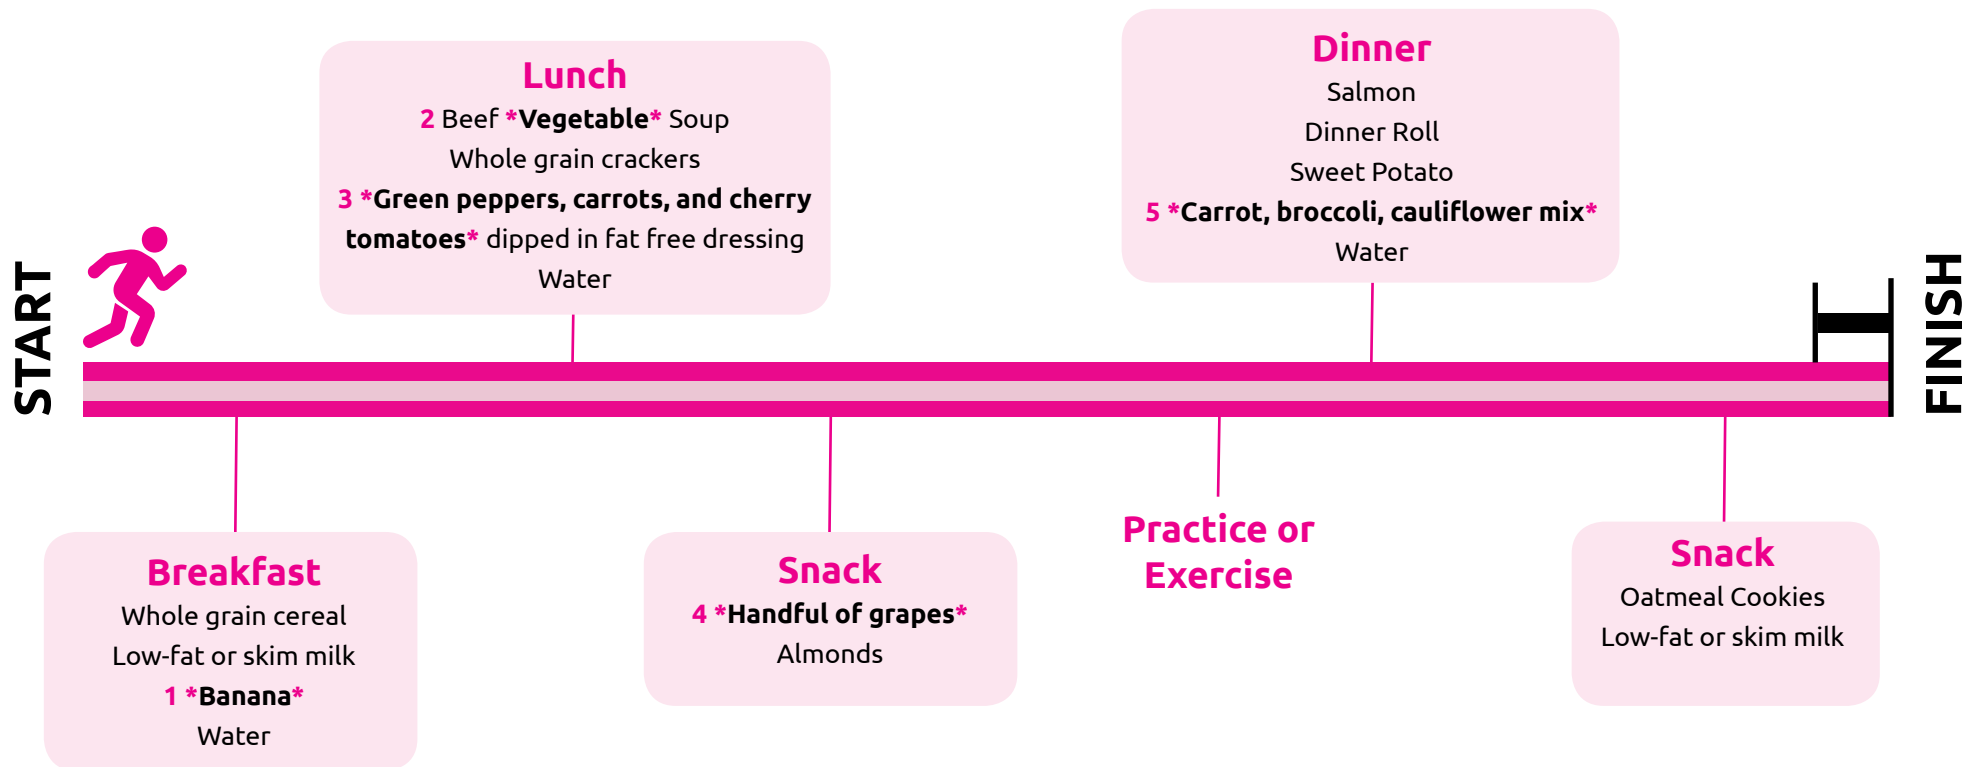 START
Breakfast
Whole grain cereal
Low-fat or skim milk
1 *Banana*
Water
Lunch
2 Beef *Vegetable* Soup
Whole grain crackers
3 *Green peppers, carrots, and cherry
tomatoes* dipped in fat free dressing
Water
Snack
4 *Handful of grapes*
Almonds
Practice or
Exercise
Dinner
Salmon
Dinner Roll
Sweet Potato
5 *Carrot, broccoli, cauliflower mix*
Water
Snack
Oatmeal Cookies
Low-fat or skim milk
FINISH